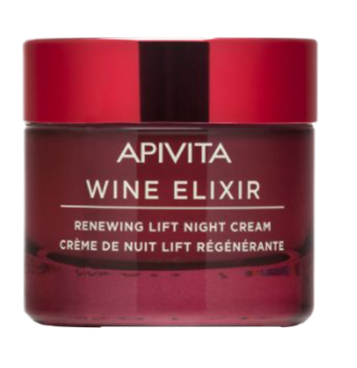 APIVITA
WINE ELIXIR
RENEWING LIFT NIGHT CREAM
CRÈME DE NUIT LIFT RÉGÉNÉRANTE